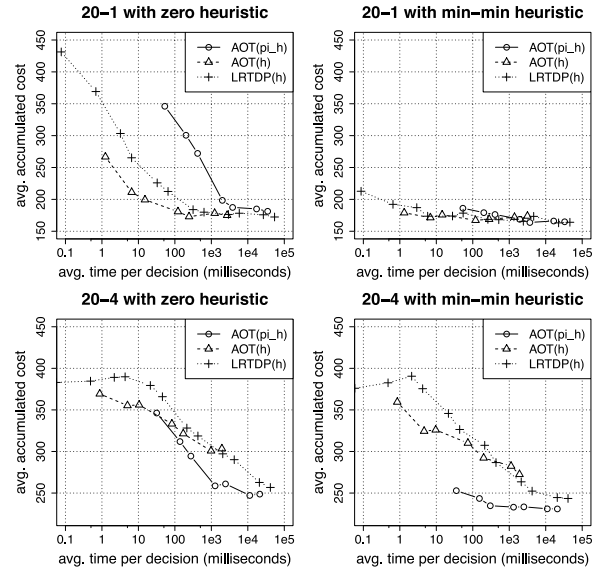 20−1 with zero heuristic
450
400
350
300
250
200
150
avg. accumulated cost
AOT(pi_h)
AOT(h)
LRTDP(h)
0.1 1 10 100 1e3 1e4 1e5
avg. time per decision (milliseconds)
20−1 with min−min heuristic
450
400
350
300
250
200
150
avg. accumulated cost
AOT(pi_h)
AOT(h)
LRTDP(h)
0.1 1 10 100 1e3 1e4 1e5
avg. time per decision (milliseconds)
20−4 with zero heuristic
450
400
350
300
250
avg. accumulated cost
AOT(pi_h)
AOT(h)
LRTDP(h)
0.1 1 10 100 1e3 1e4 1e5
avg. time per decision (milliseconds)
20−4 with min−min heuristic
450
400
350
300
250
avg. accumulated cost
AOT(pi_h)
AOT(h)
LRTDP(h)
0.1 1 10 100 1e3 1e4 1e5
avg. time per decision (milliseconds)